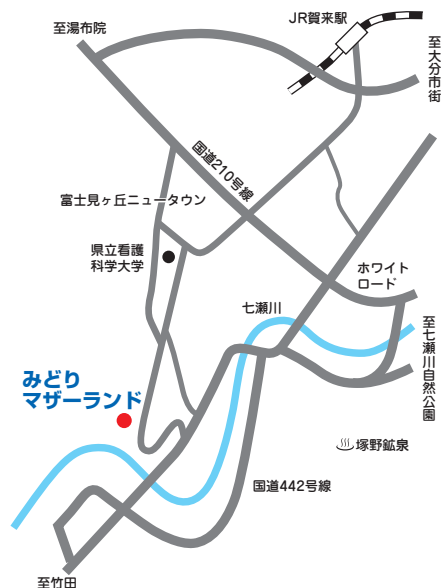 JR賀来駅
至湯布院
至大分市街
国道210号線
富士見ヶ丘ニュータウン
県立看護
科学大学
ホワイト
ロード
七瀬川
至七瀬川自然公園
みどり
マザーランド
塚野鉱泉
国道442号線
至竹田